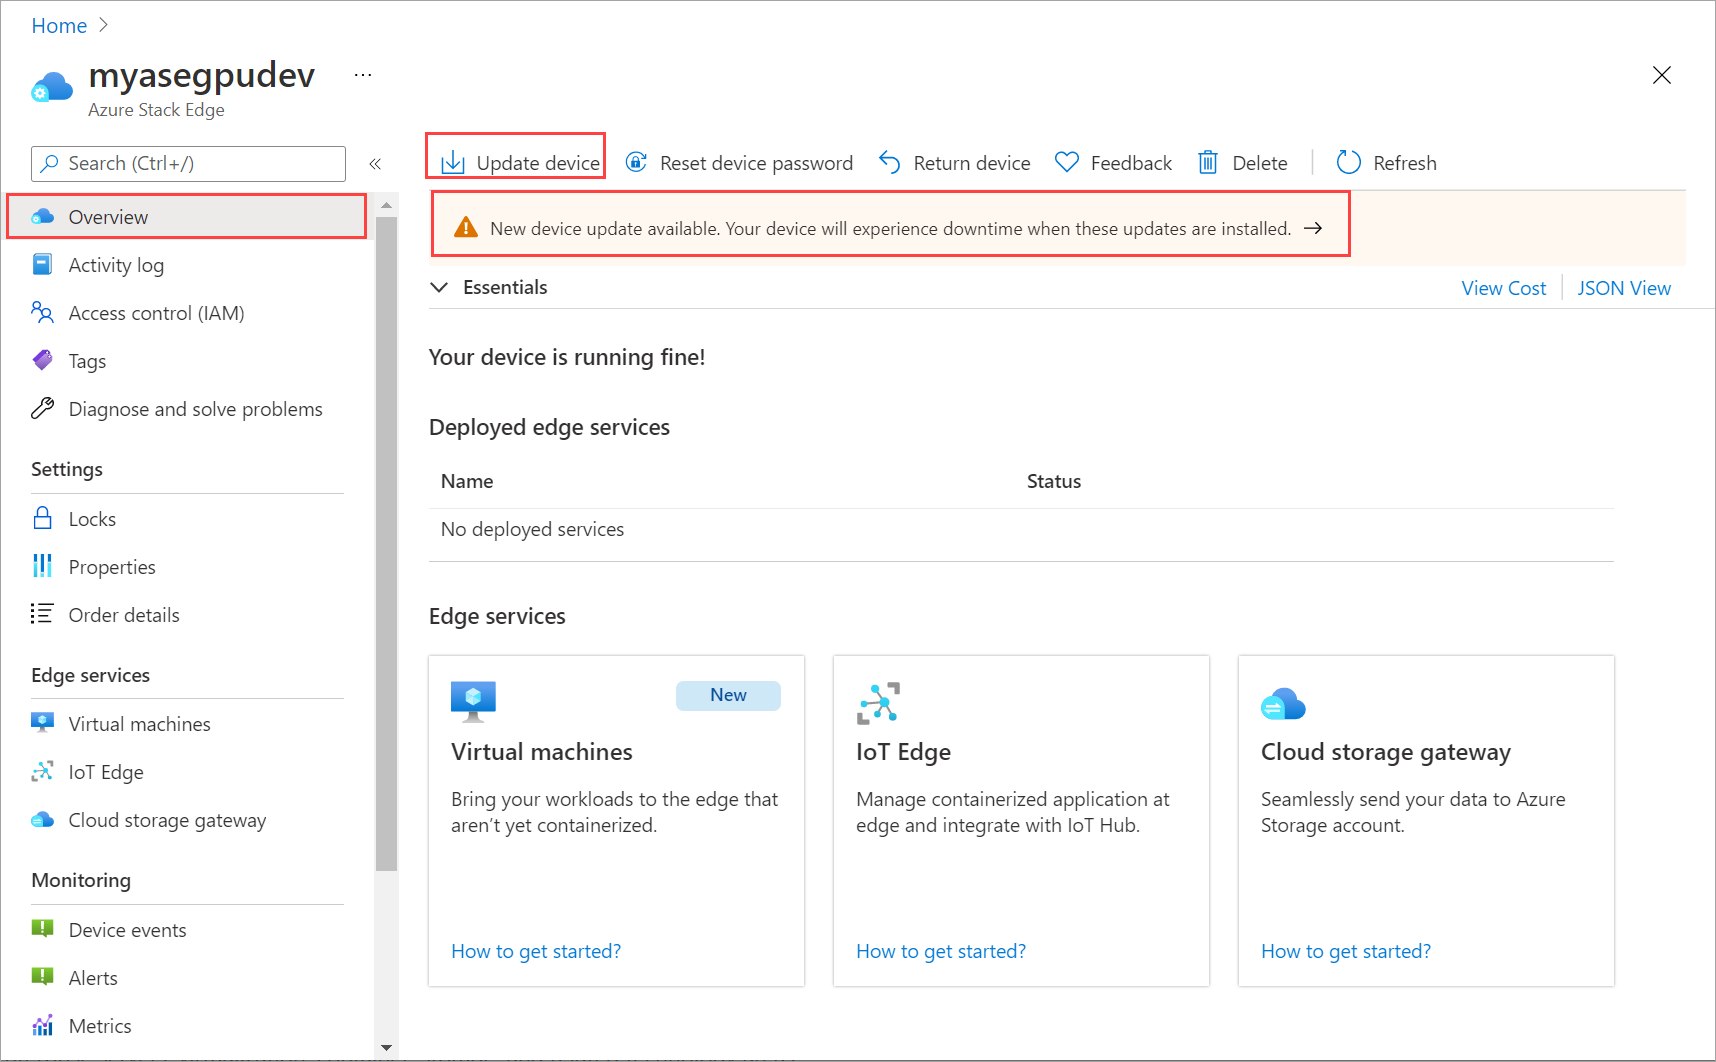 Home
myasegpudev ...
Azure Stack Edge
Search (Ctrl+/)
«
Update device
Reset device password
Return device
Feedback
Delete
Refresh
New device update available. Your device will experience downtime when these updates are installed. →
Overview
Activity log
Access control (IAM)
Tags
Diagnose and solve problems
Settings
Locks
Properties
Order details
Edge services
Virtual machines
IoT Edge
Cloud storage gateway
Monitoring
Device events
Alerts
Metrics
Essentials
View Cost
JSON View
Your device is running fine!
Deployed edge services
Name
Status
No deployed services
Edge services
New
Virtual machines
Bring your workloads to the edge that
aren't yet containerized.
How to get started?
IoT Edge
Manage containerized application at
edge and integrate with IoT Hub.
How to get started?
Cloud storage gateway
Seamlessly send your data to Azure
Storage account.
How to get started?